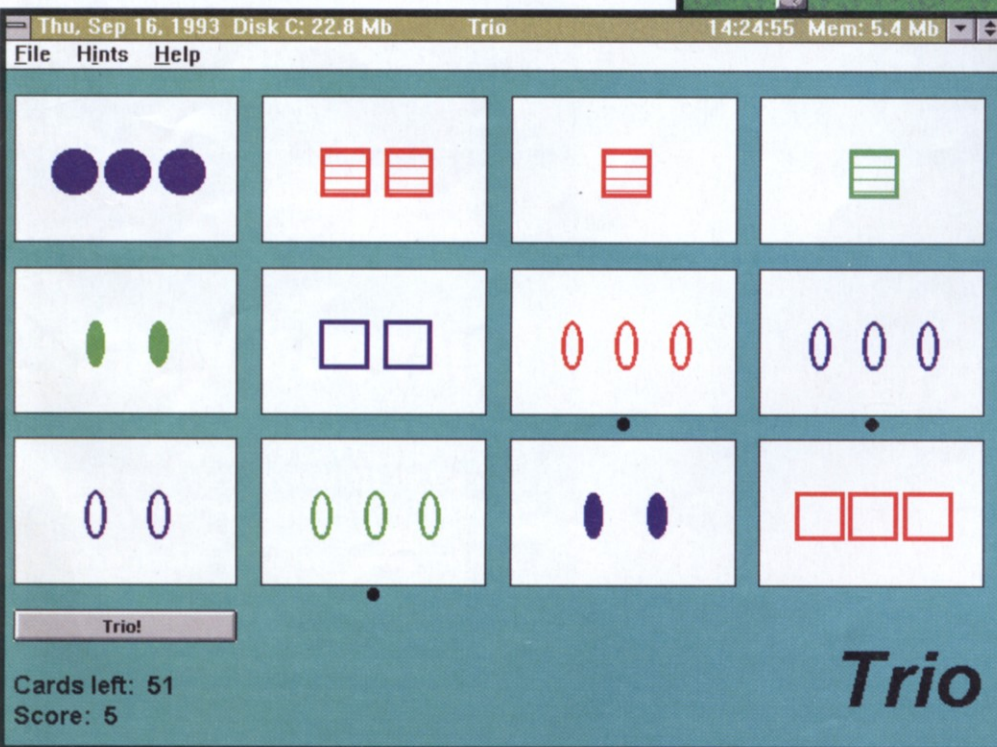 Thu, Sep 16, 1993 Disk C: 22.8 Mb Trio 14:24:55 Mem: 5.4 Mb
File Hints Help
Trio!
Cards left: 51
Score: 5
Trio